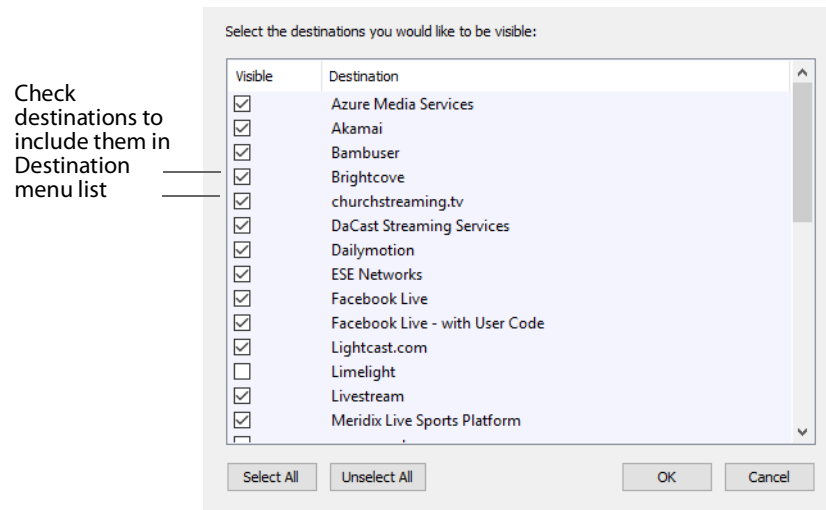 Select the destinations you would like to be visible:
Visible Destination
Check
destinations to
include them in
Destination
menu list
Azure Media Services
Akamai
Bambuser
Brightcove
churchstreaming.tv
DaCast Streaming Services
Dailymotion
ESE Networks
Facebook Live
Facebook Live - with User Code
Lightcast.com
Limelight
Livestream
Meridix Live Sports Platform
Select All Unselect All OK Cancel